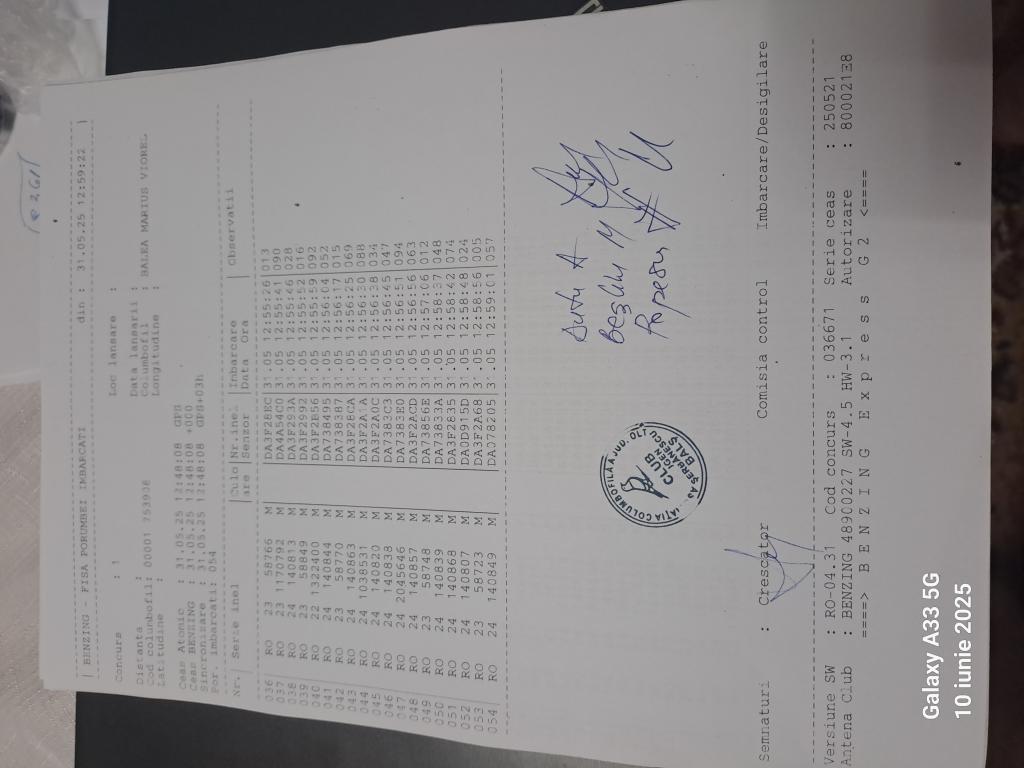 [ BENZING - FISA PORUMBEI IMBARCATI din : 31.05.25 12:59:22 ]
Concurs : 1 Loc lansare :
Distanta : Data lansarii :
Cod columbofil: 00001 753936 Columbofil : BALEA MARIUS VIOREL
Latitudine : Longitudine :
Ceas Atomic : 31.05.25 12:48:08 GPS
Ceas BENZING : 31.05.25 12:48:08 +000
Sincronizare : 31.05.25 12:48:08 GPS+03h
Por. imbarcati: 054
Nr. | Serie inel | Culo | Nr.inel | Imbarcare | Observatii
are | Senzor | Data Ora
036 RO 23 58766 M DA3F28EC 31.05 12:55:26 013
037 RO 23 1170792 M DA4A54C0 31.05 12:55:41 090
038 RO 24 140813 M DA3F293A 31.05 12:55:46 028
039 RO 23 58849 M DA3F2992 31.05 12:55:52 016
040 RO 22 1322400 M DA3F2B56 31.05 12:55:59 092
041 RO 24 140844 M DA738495 31.05 12:56:04 052
042 RO 23 58770 M DA738387 31.05 12:56:17 005
043 RO 24 140863 M DA3F28CA 31.05 12:56:25 069
044 RO 24 1038531 M DA3F2A1A 31.05 12:56:30 088
045 RO 24 140820 M DA3F2A0C 31.05 12:56:38 034
046 RO 24 140838 M DA7383C3 31.05 12:56:45 047
047 RO 24 2045646 M DA7383E0 31.05 12:56:51 094
048 RO 24 140857 M DA3F2ACD 31.05 12:56:56 063
049 RO 23 58748 M DA73856E 31.05 12:57:06 012
050 RO 24 140839 M DA73833A 31.05 12:58:37 048
051 RO 24 140868 M DA3F2835 31.05 12:58:42 074
052 RO 24 140807 M DA0D915D 31.05 12:58:48 024
053 RO 23 58723 M DA3F2A68 31.05 12:58:56 005
054 RO 24 140849 M DA078205 31.05 12:59:01 057
CLUB
Popescu
Semnaturi : Crescator Comisia control Imbarcare/Desigilare
Versiune SW : RO-04.31 Cod concurs : 036671 Serie ceas : 250521
Antena Club : BENZING 48900227 SW-4.5 HW-3.1 Autorizare : 800021E8
====> B E N Z I N G E x p r e s s G 2 <====
Galaxy A33 5G
10 iunie 2025